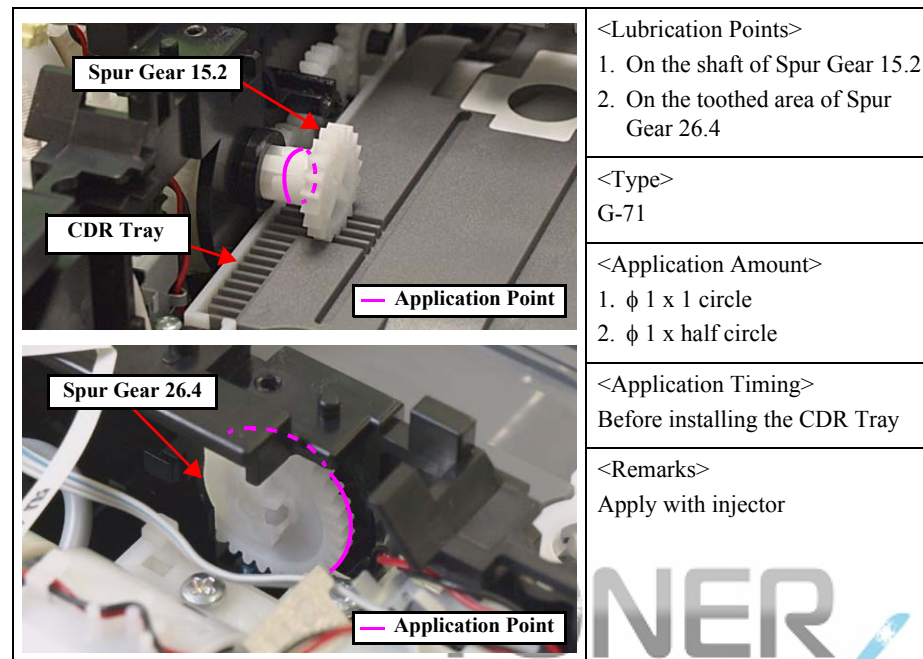 Spur Gear 15.2
CDR Tray
Application Point
Spur Gear 26.4
Application Point
<Lubrication Points>
1. On the shaft of Spur Gear 15.2
2. On the toothed area of Spur
Gear 26.4
<Type>
G-71
<Application Amount>
1. ϕ 1 x 1 circle
2. ϕ 1 x half circle
<Application Timing>
Before installing the CDR Tray
<Remarks>
Apply with injector